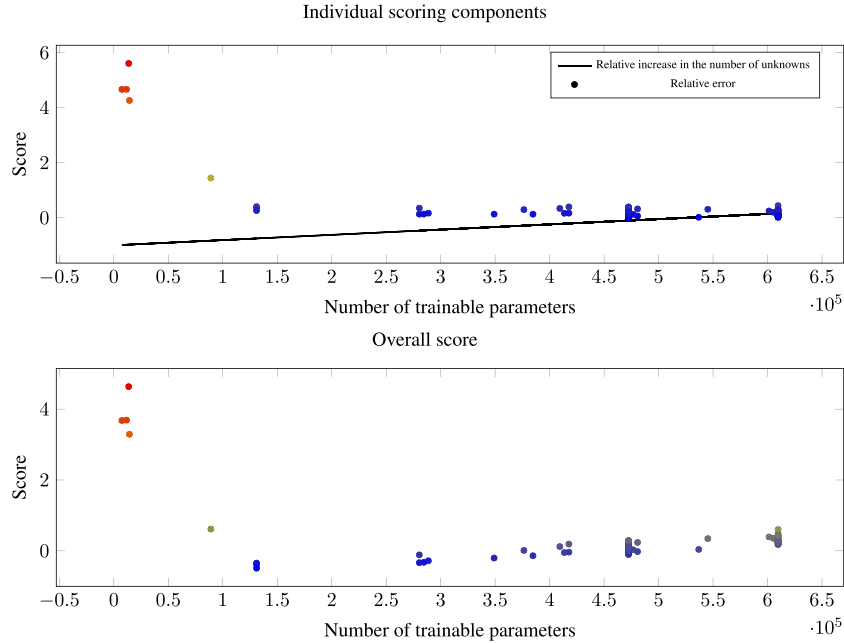 Individual scoring components
6
4
2
0
Score
Relative increase in the number of unknowns
Relative error
−0.5 0 0.5 1 1.5 2 2.5 3 3.5 4 4.5 5 5.5 6 6.5
·10⁵
Number of trainable parameters
Overall score
4
2
0
Score
−0.5 0 0.5 1 1.5 2 2.5 3 3.5 4 4.5 5 5.5 6 6.5
·10⁵
Number of trainable parameters